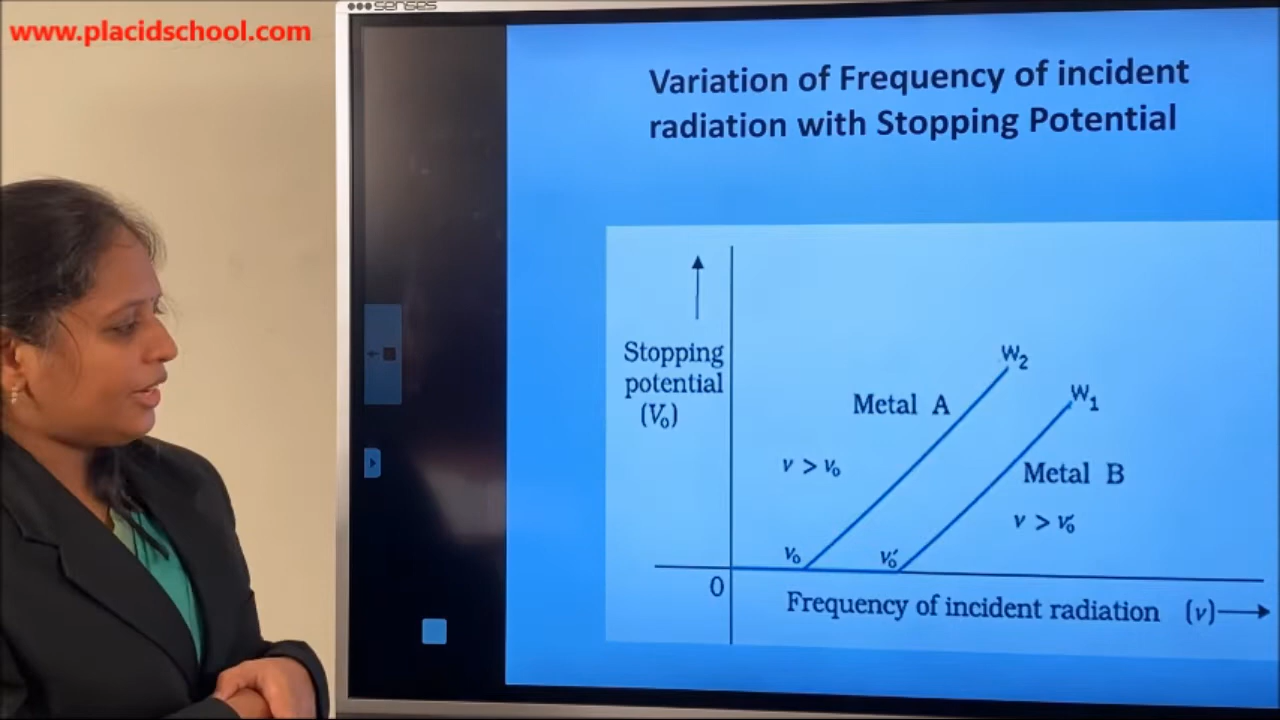 www.placidschool.com
senses
Variation of Frequency of incident
radiation with Stopping Potential
Stopping
potential
(V₀)
W₂
W₁
Metal A
ν > ν₀
Metal B
ν > ν₀′
ν₀
ν₀′
0
Frequency of incident radiation (ν)